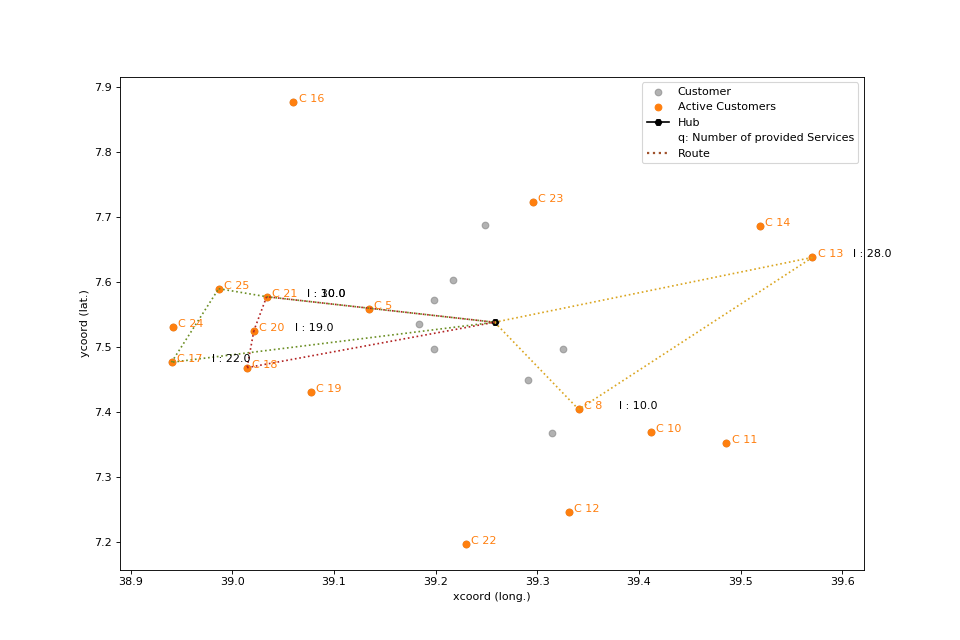 7.9
7.8
7.7
7.6
7.5
7.4
7.3
7.2
ycoord (lat.)
38.9 39.0 39.1 39.2 39.3 39.4 39.5 39.6
xcoord (long.)
Customer
Active Customers
Hub
q: Number of provided Services
Route
C 16
C 23
C 14
C 13 l : 28.0
C 25
C 21 l :
C 5
C 24
C 20 l : 19.0
C 17 l : 22.0
C 18
C 19
C 8 l : 10.0
C 10
C 11
C 12
C 22